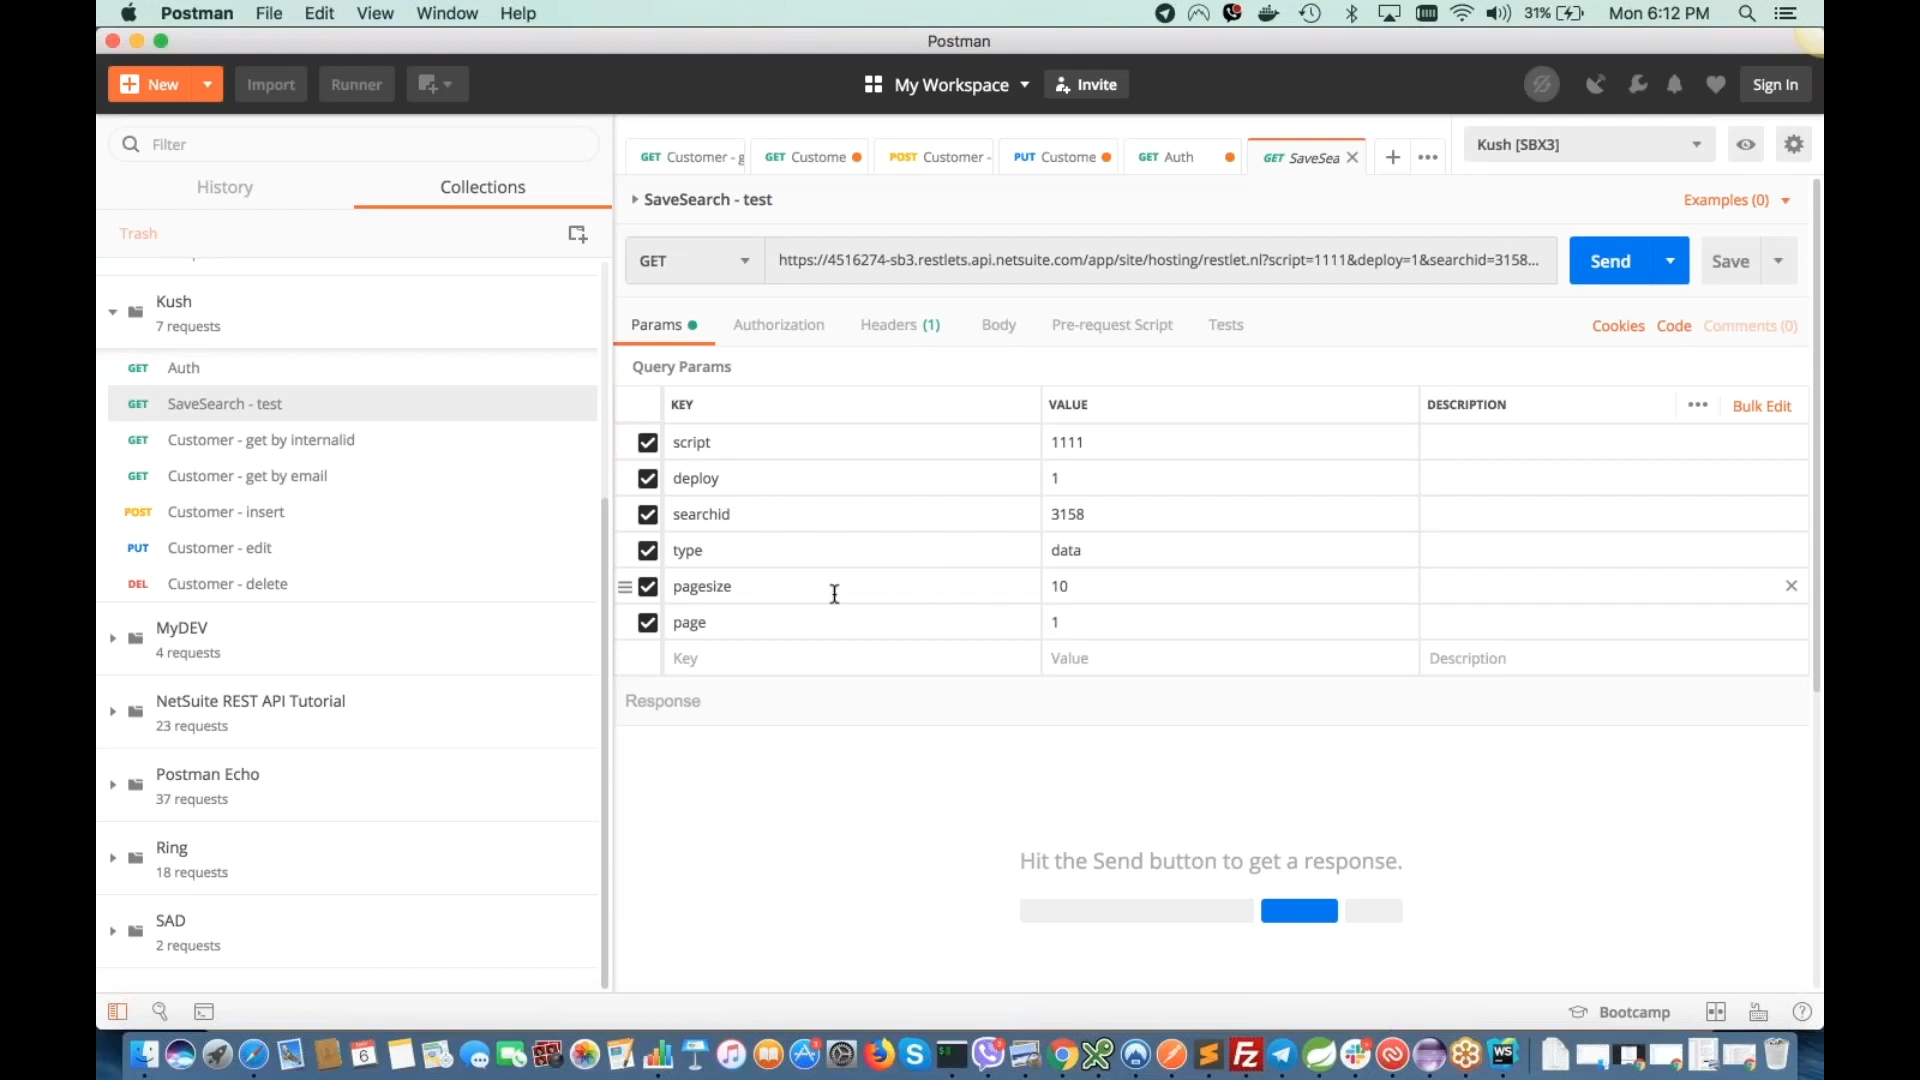 Postman File Edit View Window Help 31% Mon 6:12 PM
Postman
New Import Runner My Workspace Invite Sign In
Filter
History Collections
Trash
Kush
7 requests
GET Auth
GET SaveSearch - test
GET Customer - get by internalid
GET Customer - get by email
POST Customer - insert
PUT Customer - edit
DEL Customer - delete
MyDEV
4 requests
NetSuite REST API Tutorial
23 requests
Postman Echo
37 requests
Ring
18 requests
SAD
2 requests
GET Customer - g GET Custome POST Customer - PUT Custome GET Auth GET SaveSea Kush [SBX3]
SaveSearch - test Examples (0)
GET https://4516274-sb3.restlets.api.netsuite.com/app/site/hosting/restlet.nl?script=1111&deploy=1&searchid=3158... Send Save
Params Authorization Headers (1) Body Pre-request Script Tests Cookies Code Comments (0)
Query Params
KEY VALUE DESCRIPTION Bulk Edit
script 1111
deploy 1
searchid 3158
type data
pagesize 10
page 1
Key Value Description
Response
Hit the Send button to get a response.
Bootcamp